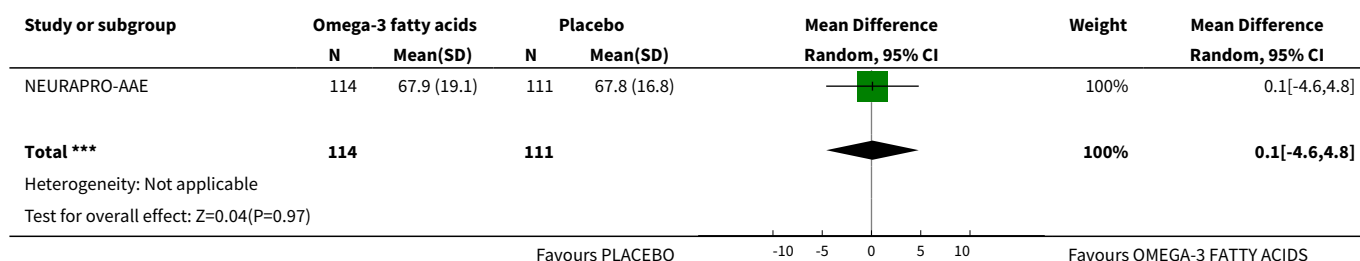 Study or subgroup Omega-3 fatty acids Placebo Mean Difference Weight Mean Difference
N Mean(SD) N Mean(SD) Random, 95% CI Random, 95% CI
NEURAPRO-AAE 114 67.9 (19.1) 111 67.8 (16.8) 100% 0.1[-4.6,4.8]
Total *** 114 111 100% 0.1[-4.6,4.8]
Heterogeneity: Not applicable
Test for overall effect: Z=0.04(P=0.97)
Favours PLACEBO -10 -5 0 5 10 Favours OMEGA-3 FATTY ACIDS